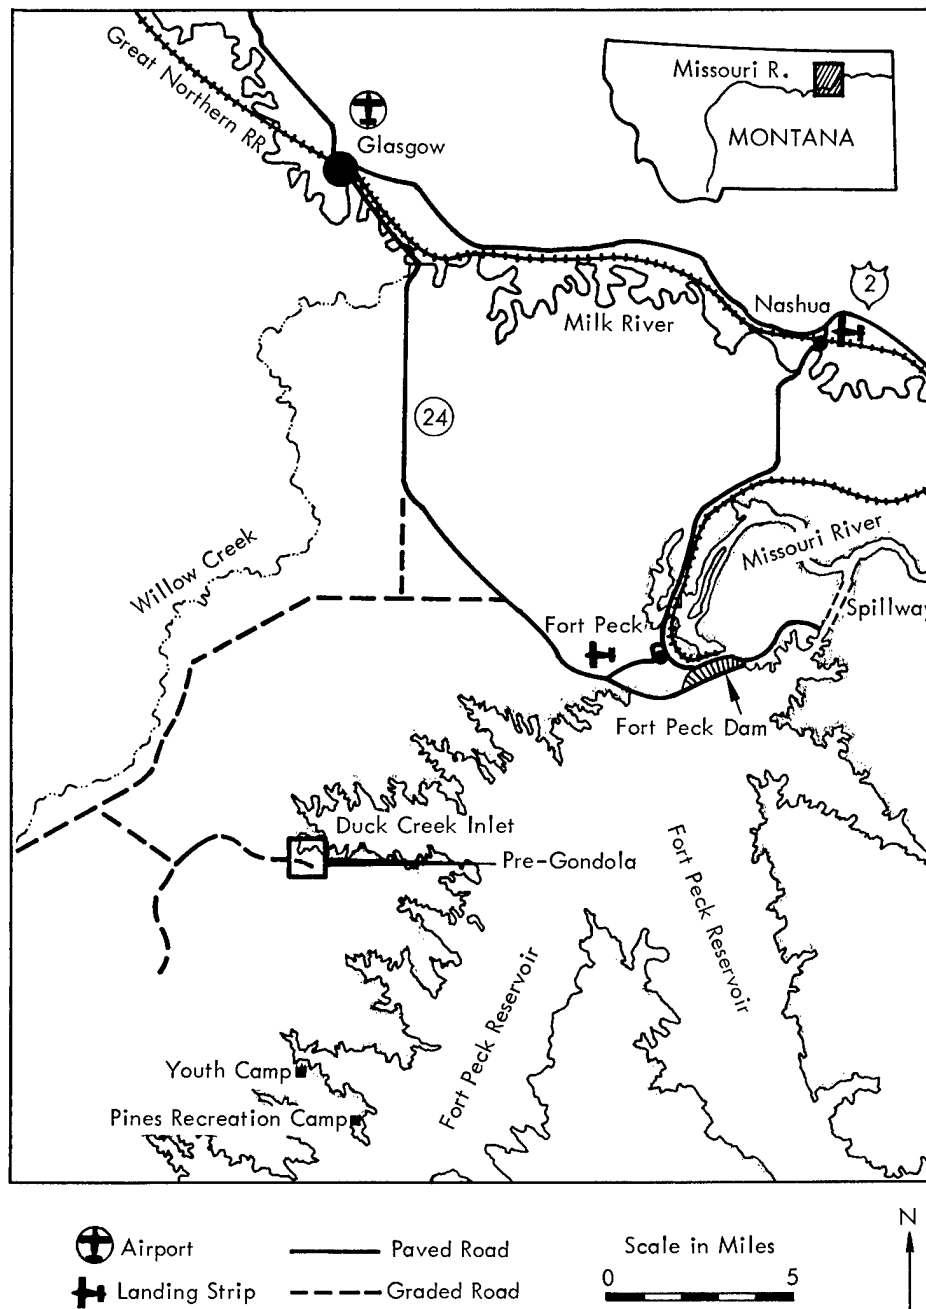 Great Northern RR
Glasgow
Missouri R.
MONTANA
2
Nashua
Milk River
24
Willow Creek
Missouri River
Spillway
Fort Peck
Fort Peck Dam
Duck Creek Inlet
Pre-Gondola
Fort Peck Reservoir
Fort Peck Reservoir
Youth Camp
Pines Recreation Camp
N
Airport
Paved Road
Scale in Miles
Landing Strip
Graded Road
0 5